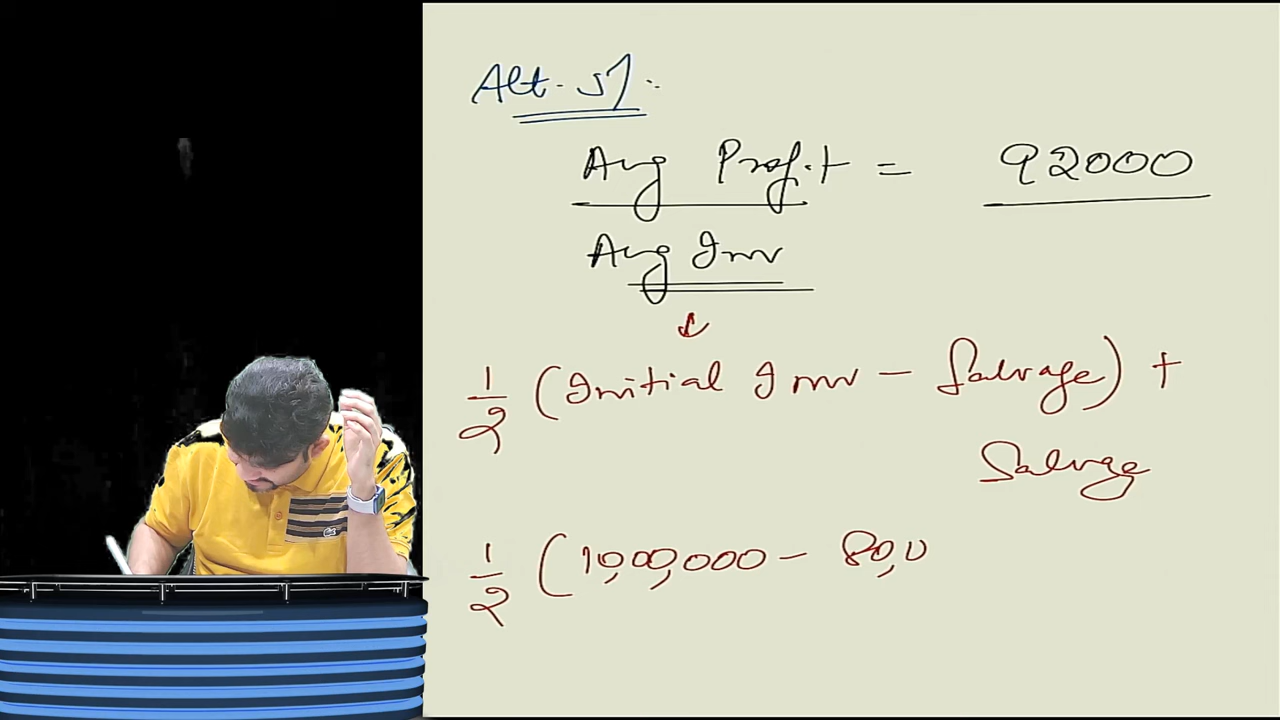 Alt. 5/:
Avg Profit = 92000
Avg Inv
↓
1/2 (Initial Inv - Salvage) +
Salvage
1/2 (10,00,000 - 80,0